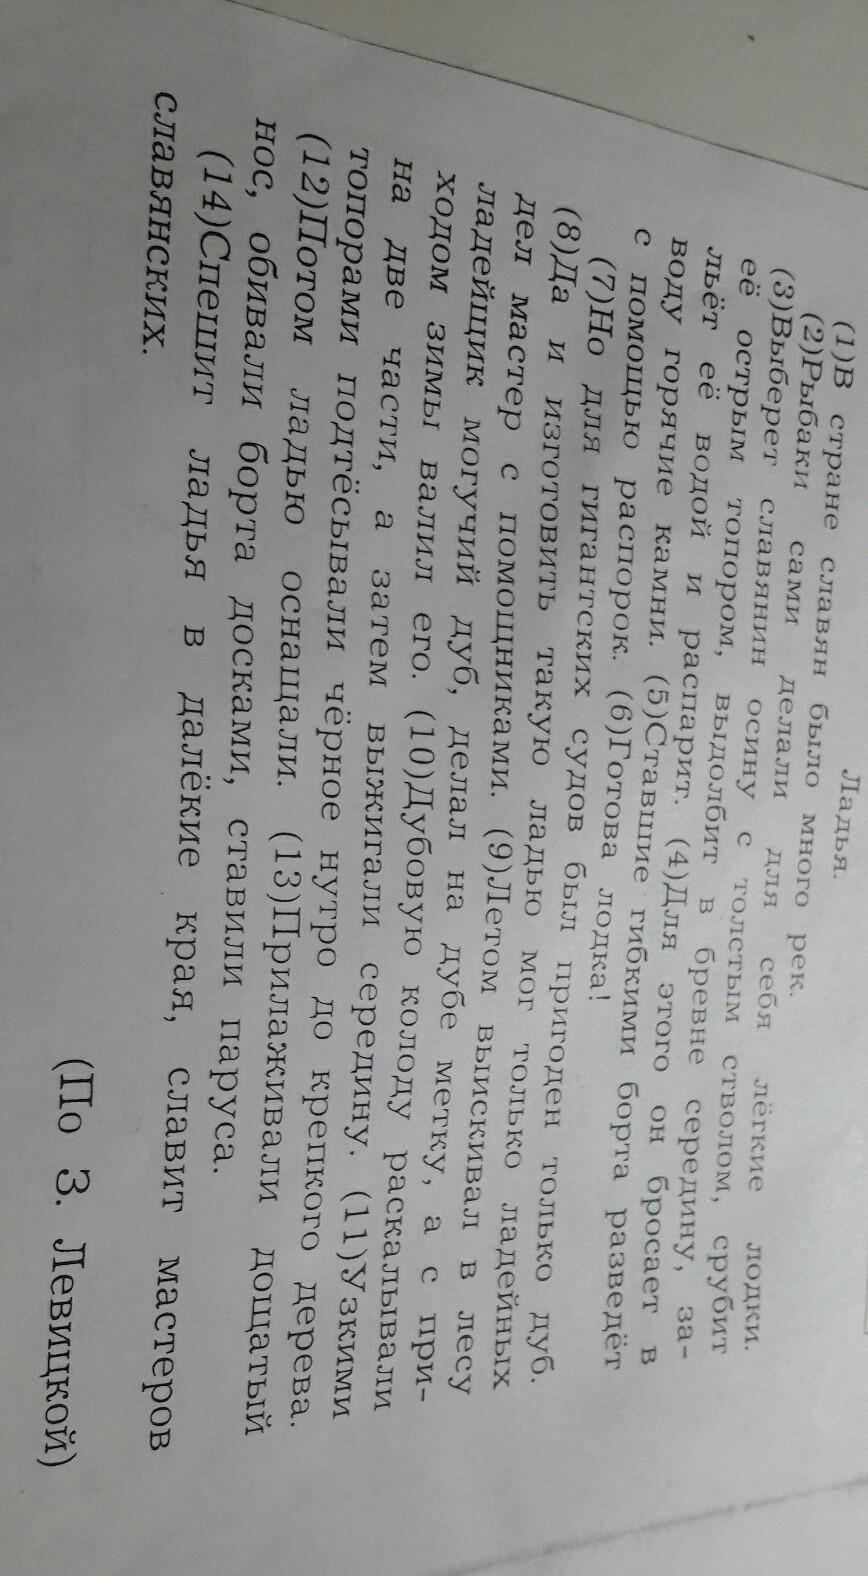 Ладья.
(1)В стране славян было много рек.
(2)Рыбаки сами делали для себя лёгкие лодки.
(3)Выберет славянин осину с толстым стволом, срубит
её острым топором, выдолбит в бревне середину, за-
льёт её водой и распарит. (4)Для этого он бросает в
воду горячие камни. (5)Ставшие гибкими борта разведёт
с помощью распорок. (6)Готова лодка!
(7)Но для гигантских судов был пригоден только дуб.
(8)Да и изготовить такую ладью мог только ладейных
дел мастер с помощниками. (9)Летом выискивал в лесу
ладейщик могучий дуб, делал на дубе метку, а с при-
ходом зимы валил его. (10)Дубовую колоду раскалывали
на две части, а затем выжигали середину. (11)Узкими
топорами подтёсывали чёрное нутро до крепкого дерева.
(12)Потом ладью оснащали. (13)Прилаживали дощатый
нос, обивали борта досками, ставили паруса.
(14)Спешит ладья в далёкие края, славит мастеров
славянских.
(По З. Левицкой)